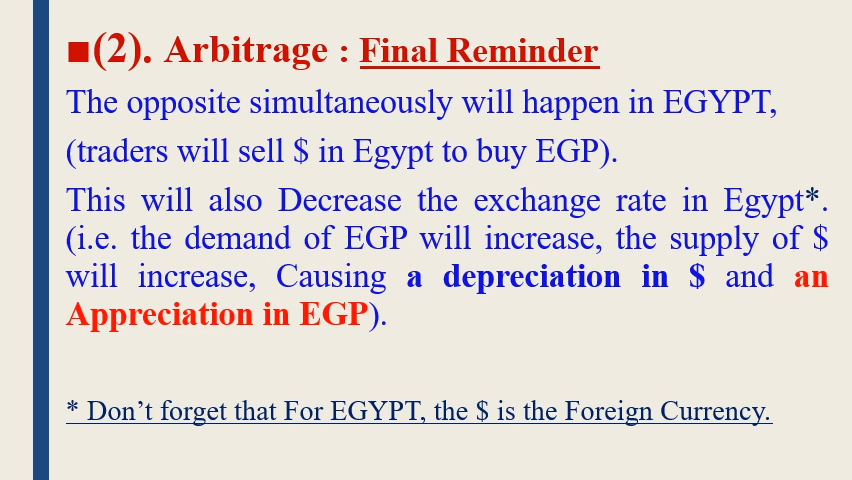 ■(2). Arbitrage : Final Reminder
The opposite simultaneously will happen in EGYPT,
(traders will sell $ in Egypt to buy EGP).
This will also Decrease the exchange rate in Egypt*.
(i.e. the demand of EGP will increase, the supply of $
will increase, Causing a depreciation in $ and an
Appreciation in EGP).
* Don’t forget that For EGYPT, the $ is the Foreign Currency.